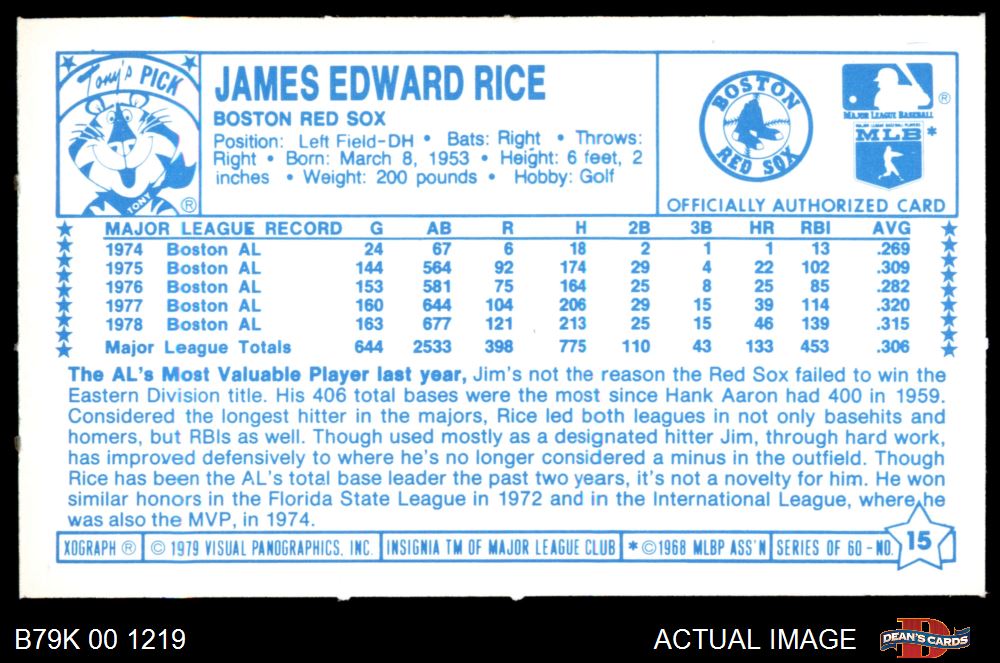 Tony's PICK
TONY ®
JAMES EDWARD RICE
BOSTON RED SOX
Position: Left Field-DH • Bats: Right • Throws:
Right • Born: March 8, 1953 • Height: 6 feet, 2
inches • Weight: 200 pounds • Hobby: Golf
BOSTON
RED SOX
®
MAJOR LEAGUE BASEBALL
MAJOR LEAGUE BASEBALL PLAYERS
MLB *
OFFICIALLY AUTHORIZED CARD
MAJOR LEAGUE RECORD G AB R H 2B 3B HR RBI AVG
1974 Boston AL 24 67 6 18 2 1 1 13 .269
1975 Boston AL 144 564 92 174 29 4 22 102 .309
1976 Boston AL 153 581 75 164 25 8 25 85 .282
1977 Boston AL 160 644 104 206 29 15 39 114 .320
1978 Boston AL 163 677 121 213 25 15 46 139 .315
Major League Totals 644 2533 398 775 110 43 133 453 .306
The AL's Most Valuable Player last year, Jim's not the reason the Red Sox failed to win the
Eastern Division title. His 406 total bases were the most since Hank Aaron had 400 in 1959.
Considered the longest hitter in the majors, Rice led both leagues in not only basehits and
homers, but RBIs as well. Though used mostly as a designated hitter Jim, through hard work,
has improved defensively to where he's no longer considered a minus in the outfield. Though
Rice has been the AL's total base leader the past two years, it's not a novelty for him. He won
similar honors in the Florida State League in 1972 and in the International League, where he
was also the MVP, in 1974.
XOGRAPH ® © 1979 VISUAL PANOGRAPHICS, INC. INSIGNIA TM OF MAJOR LEAGUE CLUB * © 1968 MLBP ASS'N SERIES OF 60 - NO. 15
B79K 00 1219 ACTUAL IMAGE DEAN'S CARDS